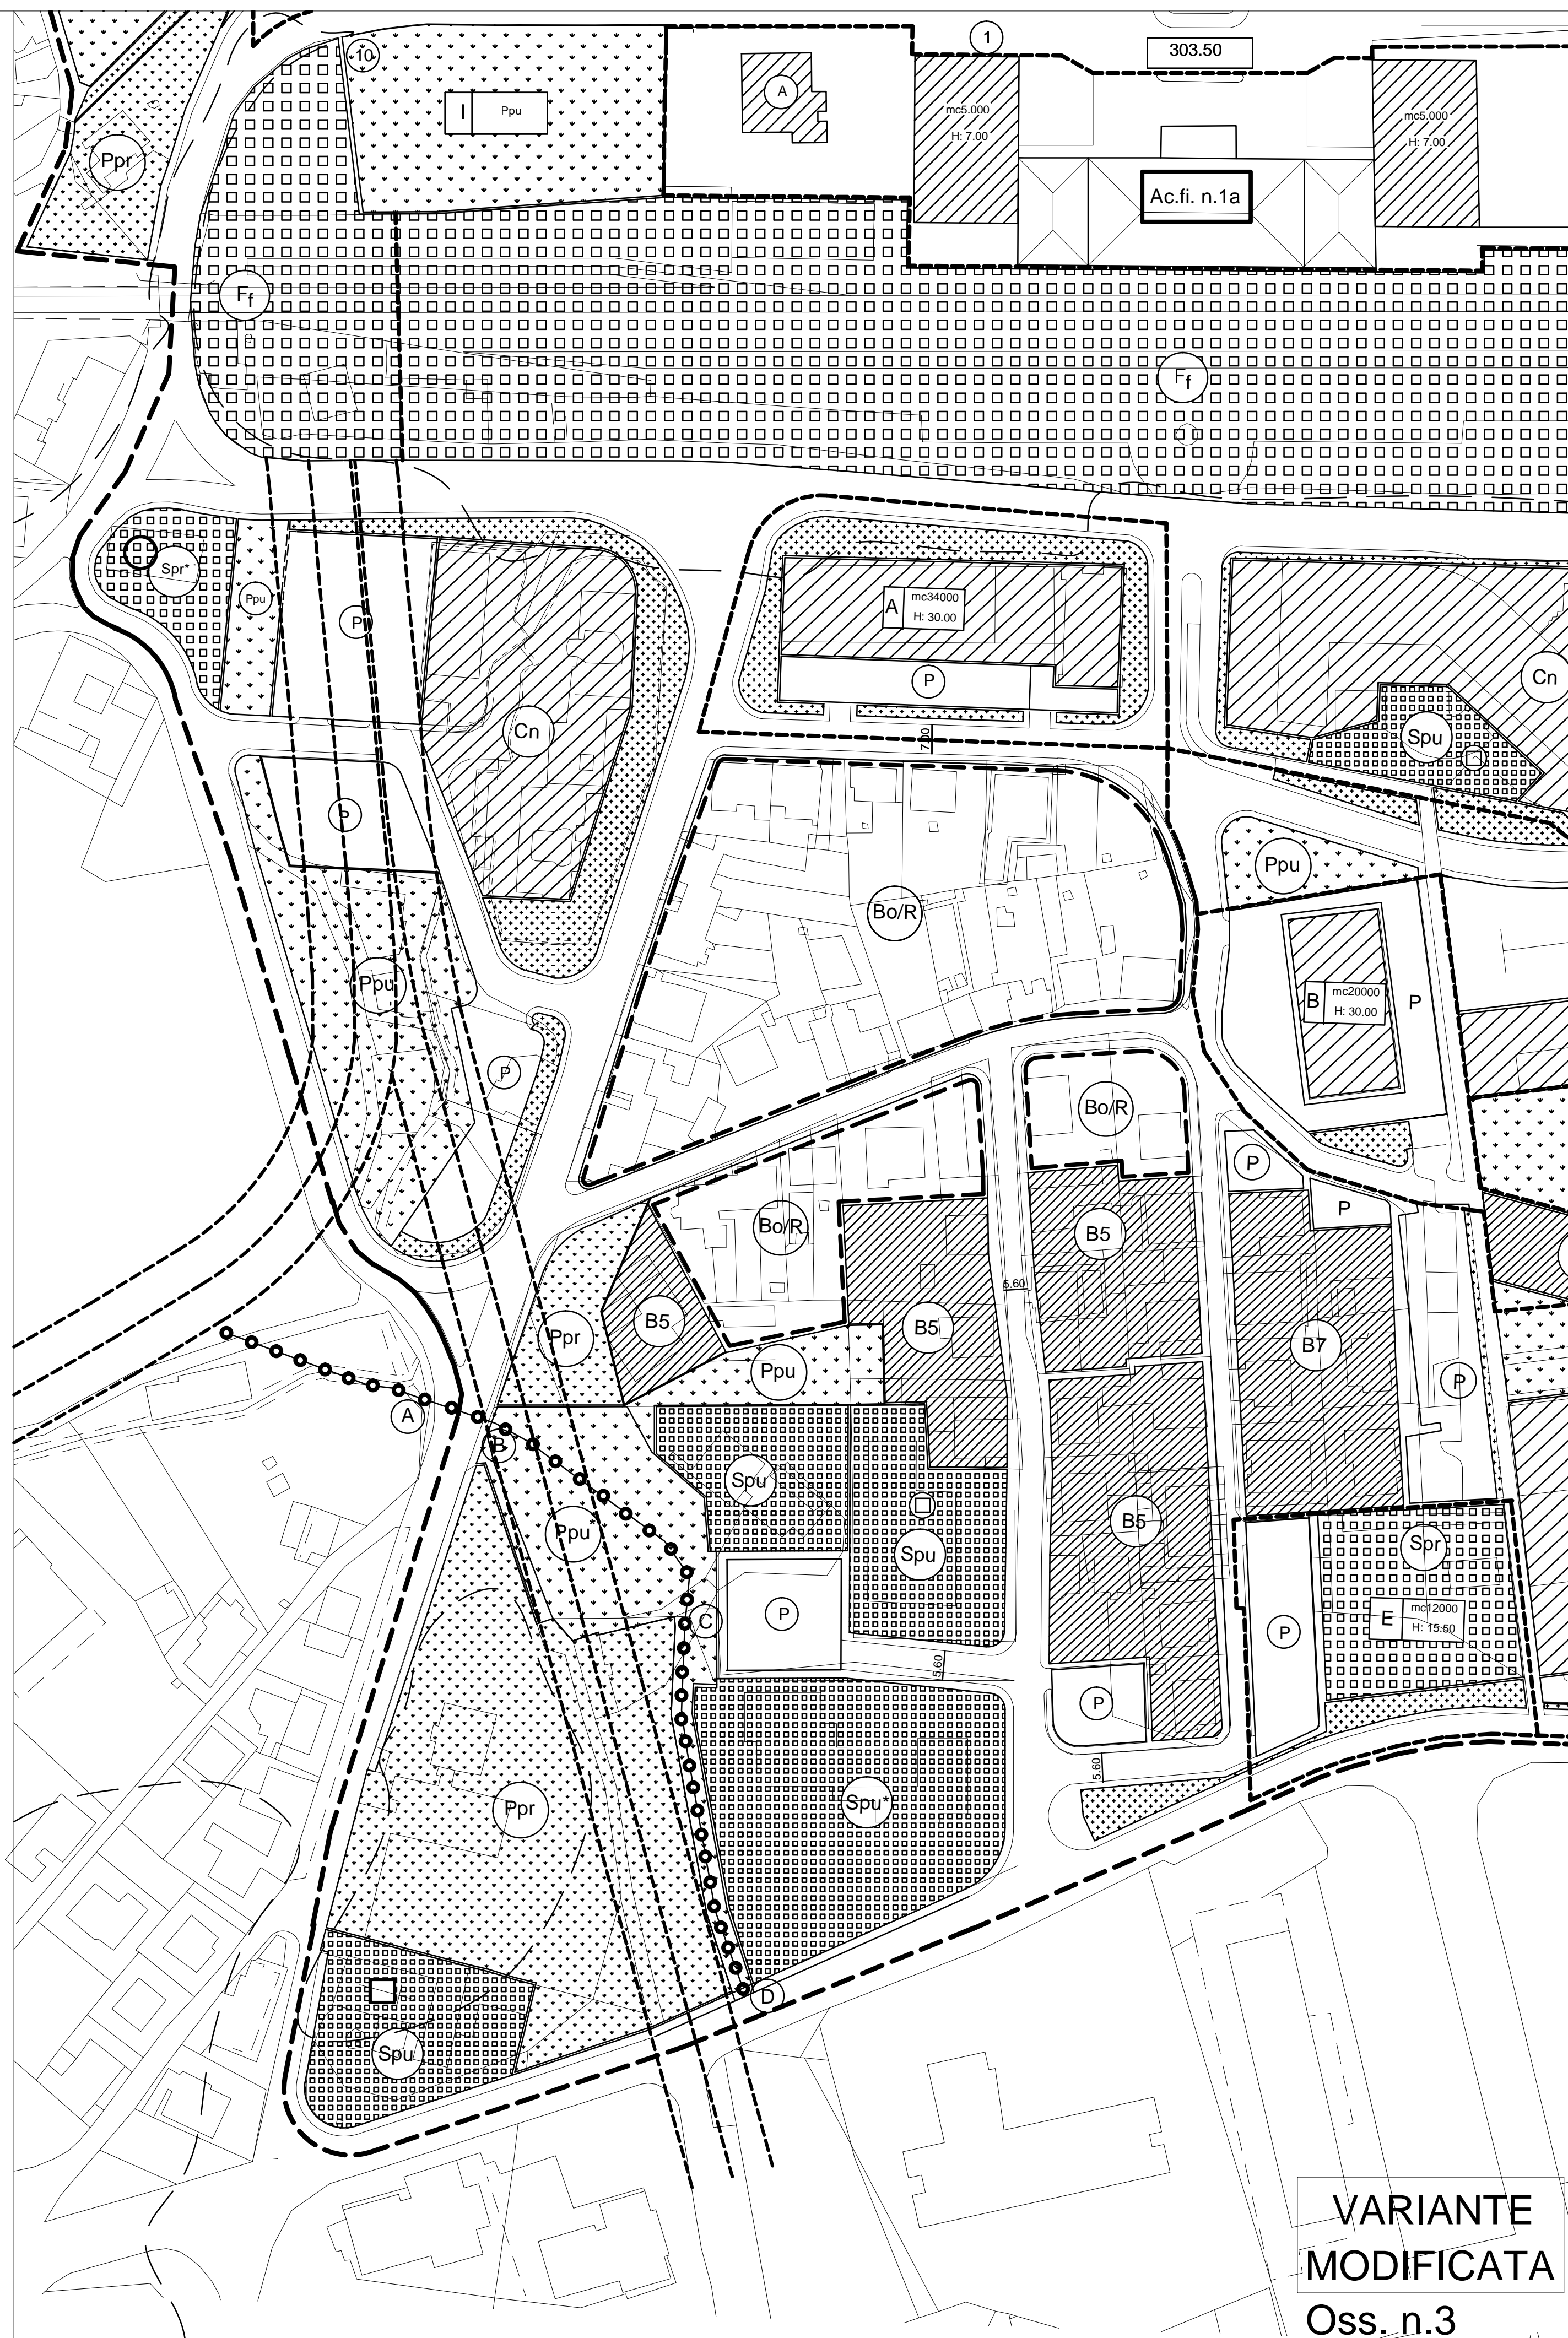 10
1
303.50
I
Ppu
A
mc5.000
H: 7.00
mc5.000
H: 7.00
Ppr
Ac.fi. n.1a
Ff
Ff
Spr*
Ppu
P
Cn
A
mc34000
H: 30.00
P
7.00
Cn
Spu
P
Ppu
Bo/R
Ppu
B
mc20000
H: 30.00
P
P
Bo/R
P
P
Bo/R
B5
5.60
Ppr
B5
B5
B7
Ppu
P
A
B
Spu
Ppu*
B5
Spu
Spr
E
mc12000
H: 15.50
P
C
P
5.60
P
5.60
Ppr
Spu*
D
Spu
VARIANTE
MODIFICATA
Oss. n.3